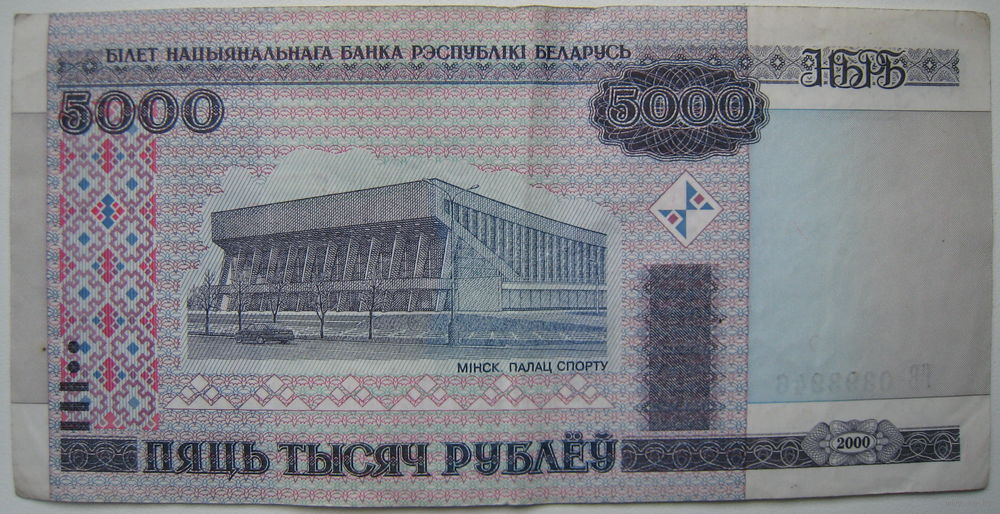 БІЛЕТ НАЦЫЯНАЛЬНАГА БАНКА РЭСПУБЛІКІ БЕЛАРУСЬ
НБРБ
5000
5000
МІНСК. ПАЛАЦ СПОРТУ
ПЯЦЬ ТЫСЯЧ РУБЛЁЎ
2000